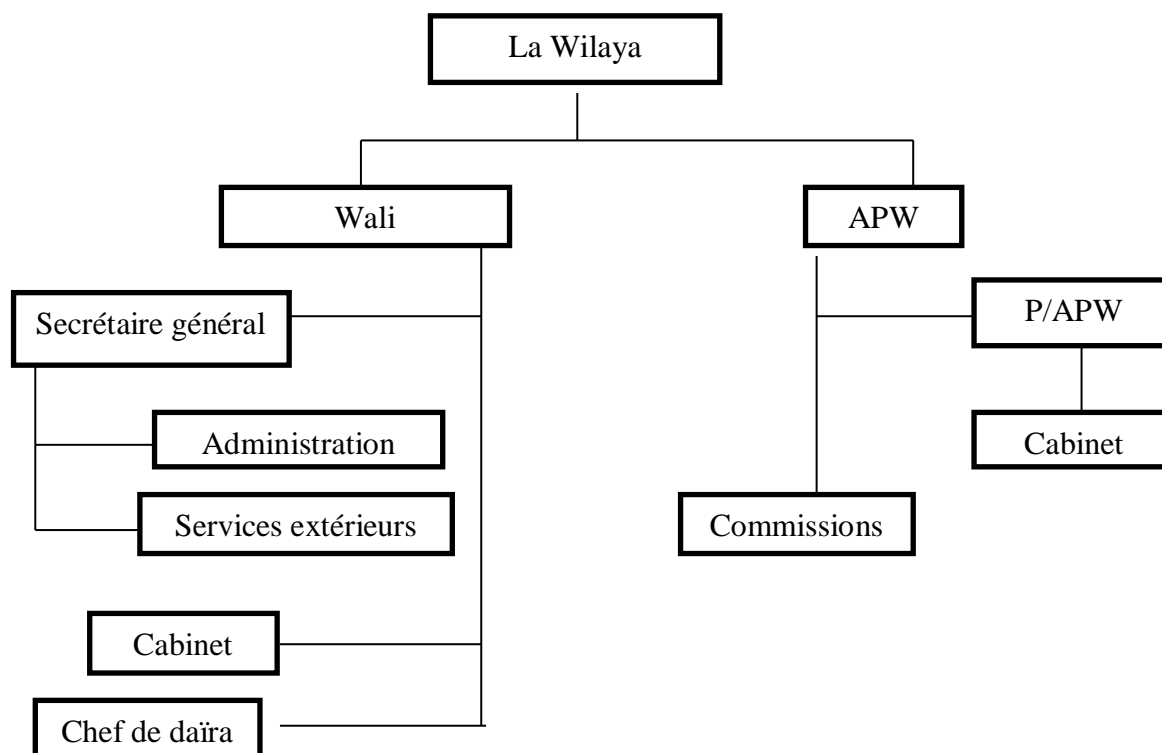 La Wilaya
Wali
APW
Secrétaire général
P/APW
Administration
Cabinet
Services extérieurs
Commissions
Cabinet
Chef de daïra